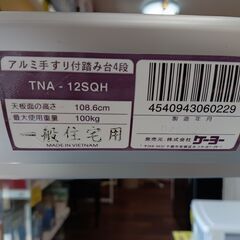 アルミ手すり付踏み台4段
TNA - 12SQH
天板面の高さ 108.6cm
最大使用重量 100kg
一般住宅用
MADE IN VIETNAM
4540943060229
製造年月
発売元：株式会社ケーヨー